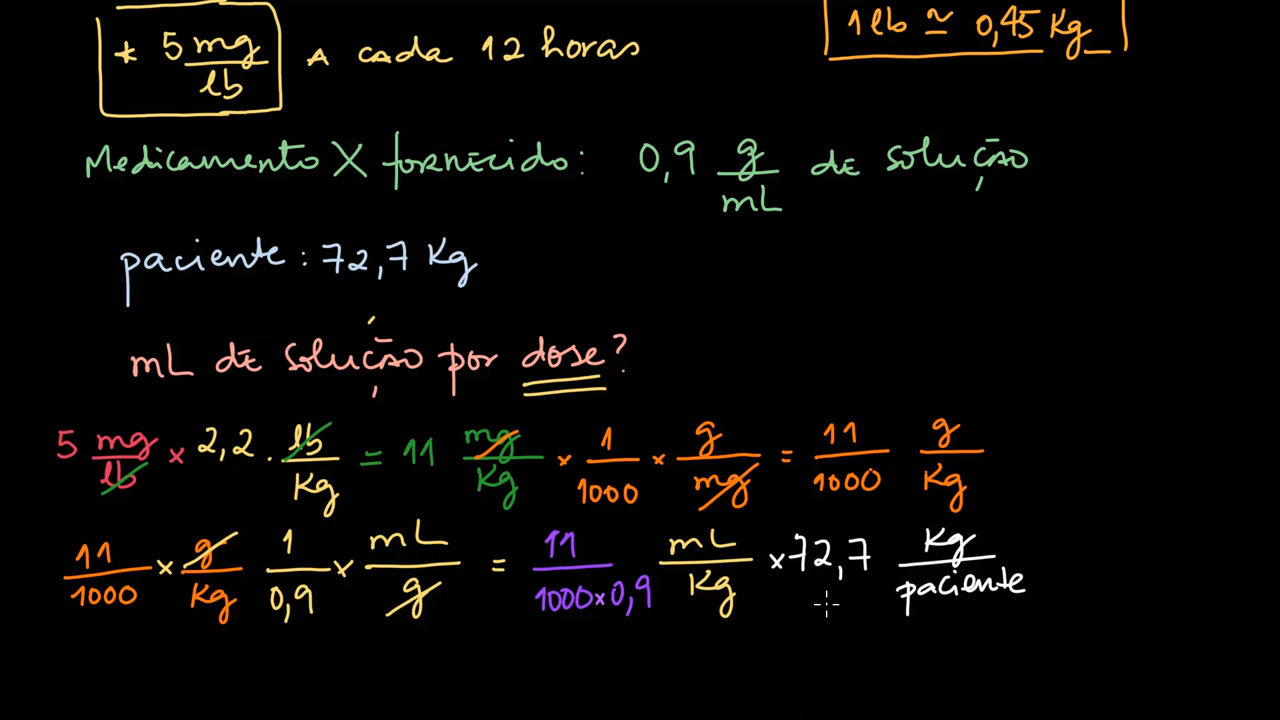 * 5 mg/lb A cada 12 horas
1 lb ≃ 0,45 Kg
Medicamento X fornecido: 0,9 g/mL de solução
paciente: 72,7 Kg
mL de solução por dose?
5 mg/lb × 2,2 . lb/Kg = 11 mg/Kg × 1/1000 × g/mg = 11/1000 g/Kg
11/1000 × g/Kg 1/0,9 × mL/g = 11/1000×0,9 mL/Kg × 72,7 Kg/paciente